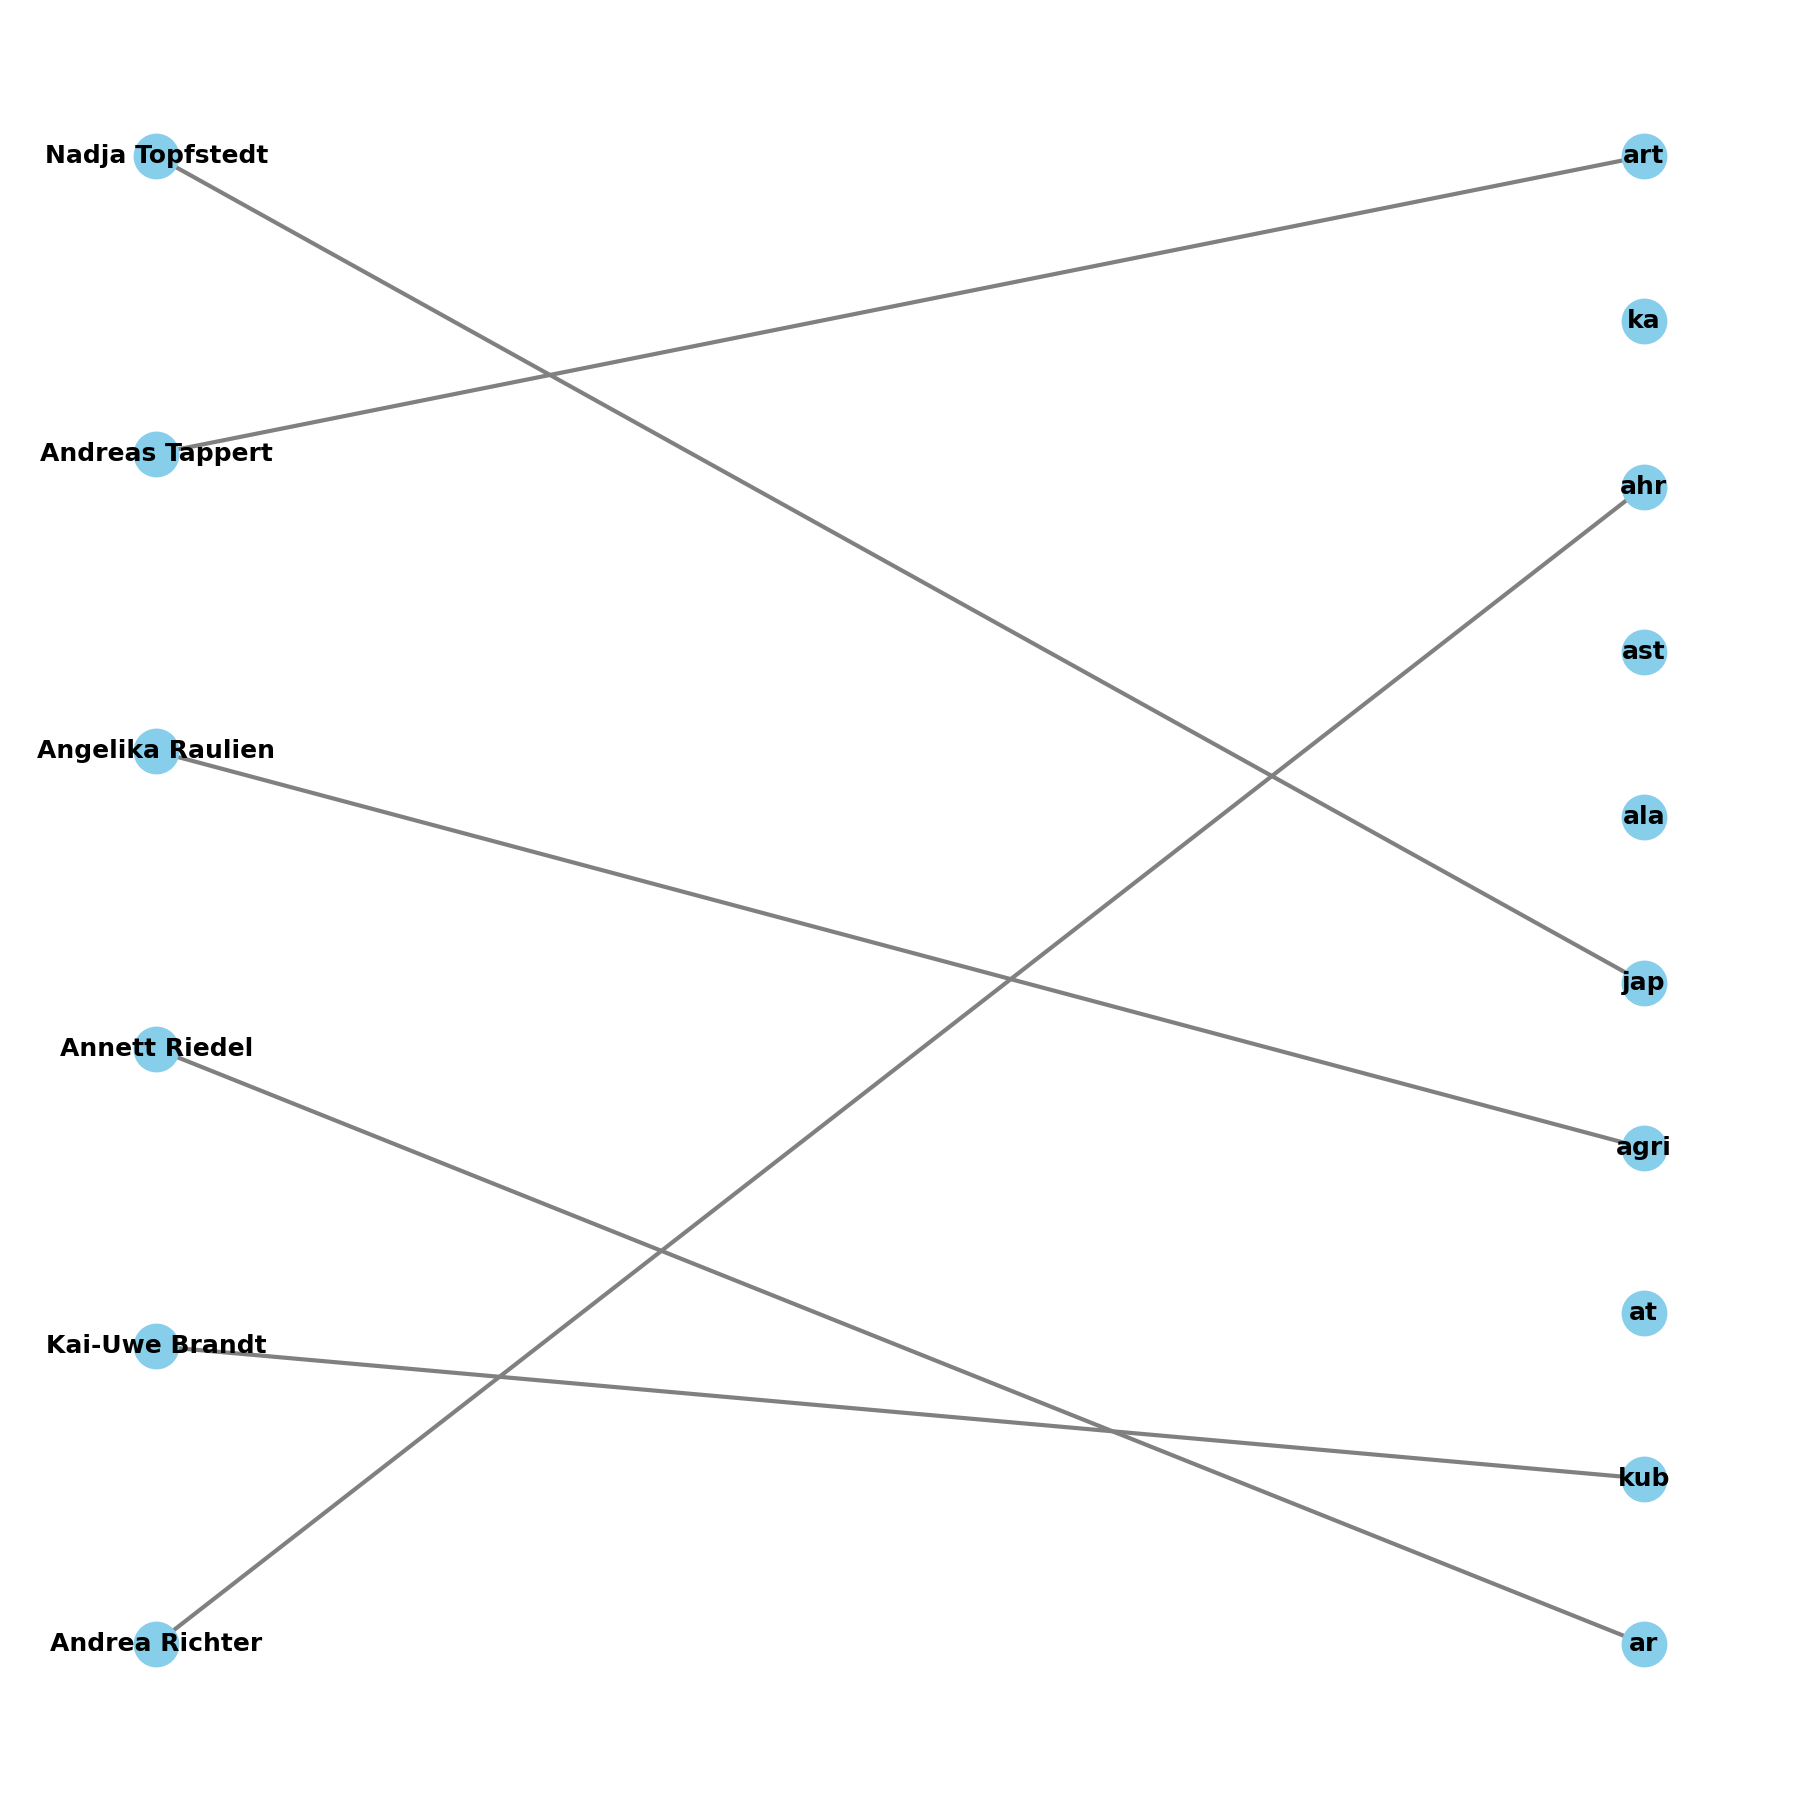 Nadja Topfstedt
Andreas Tappert
Angelika Raulien
Annett Riedel
Kai-Uwe Brandt
Andrea Richter
art
ka
ahr
ast
ala
jap
agri
at
kub
ar